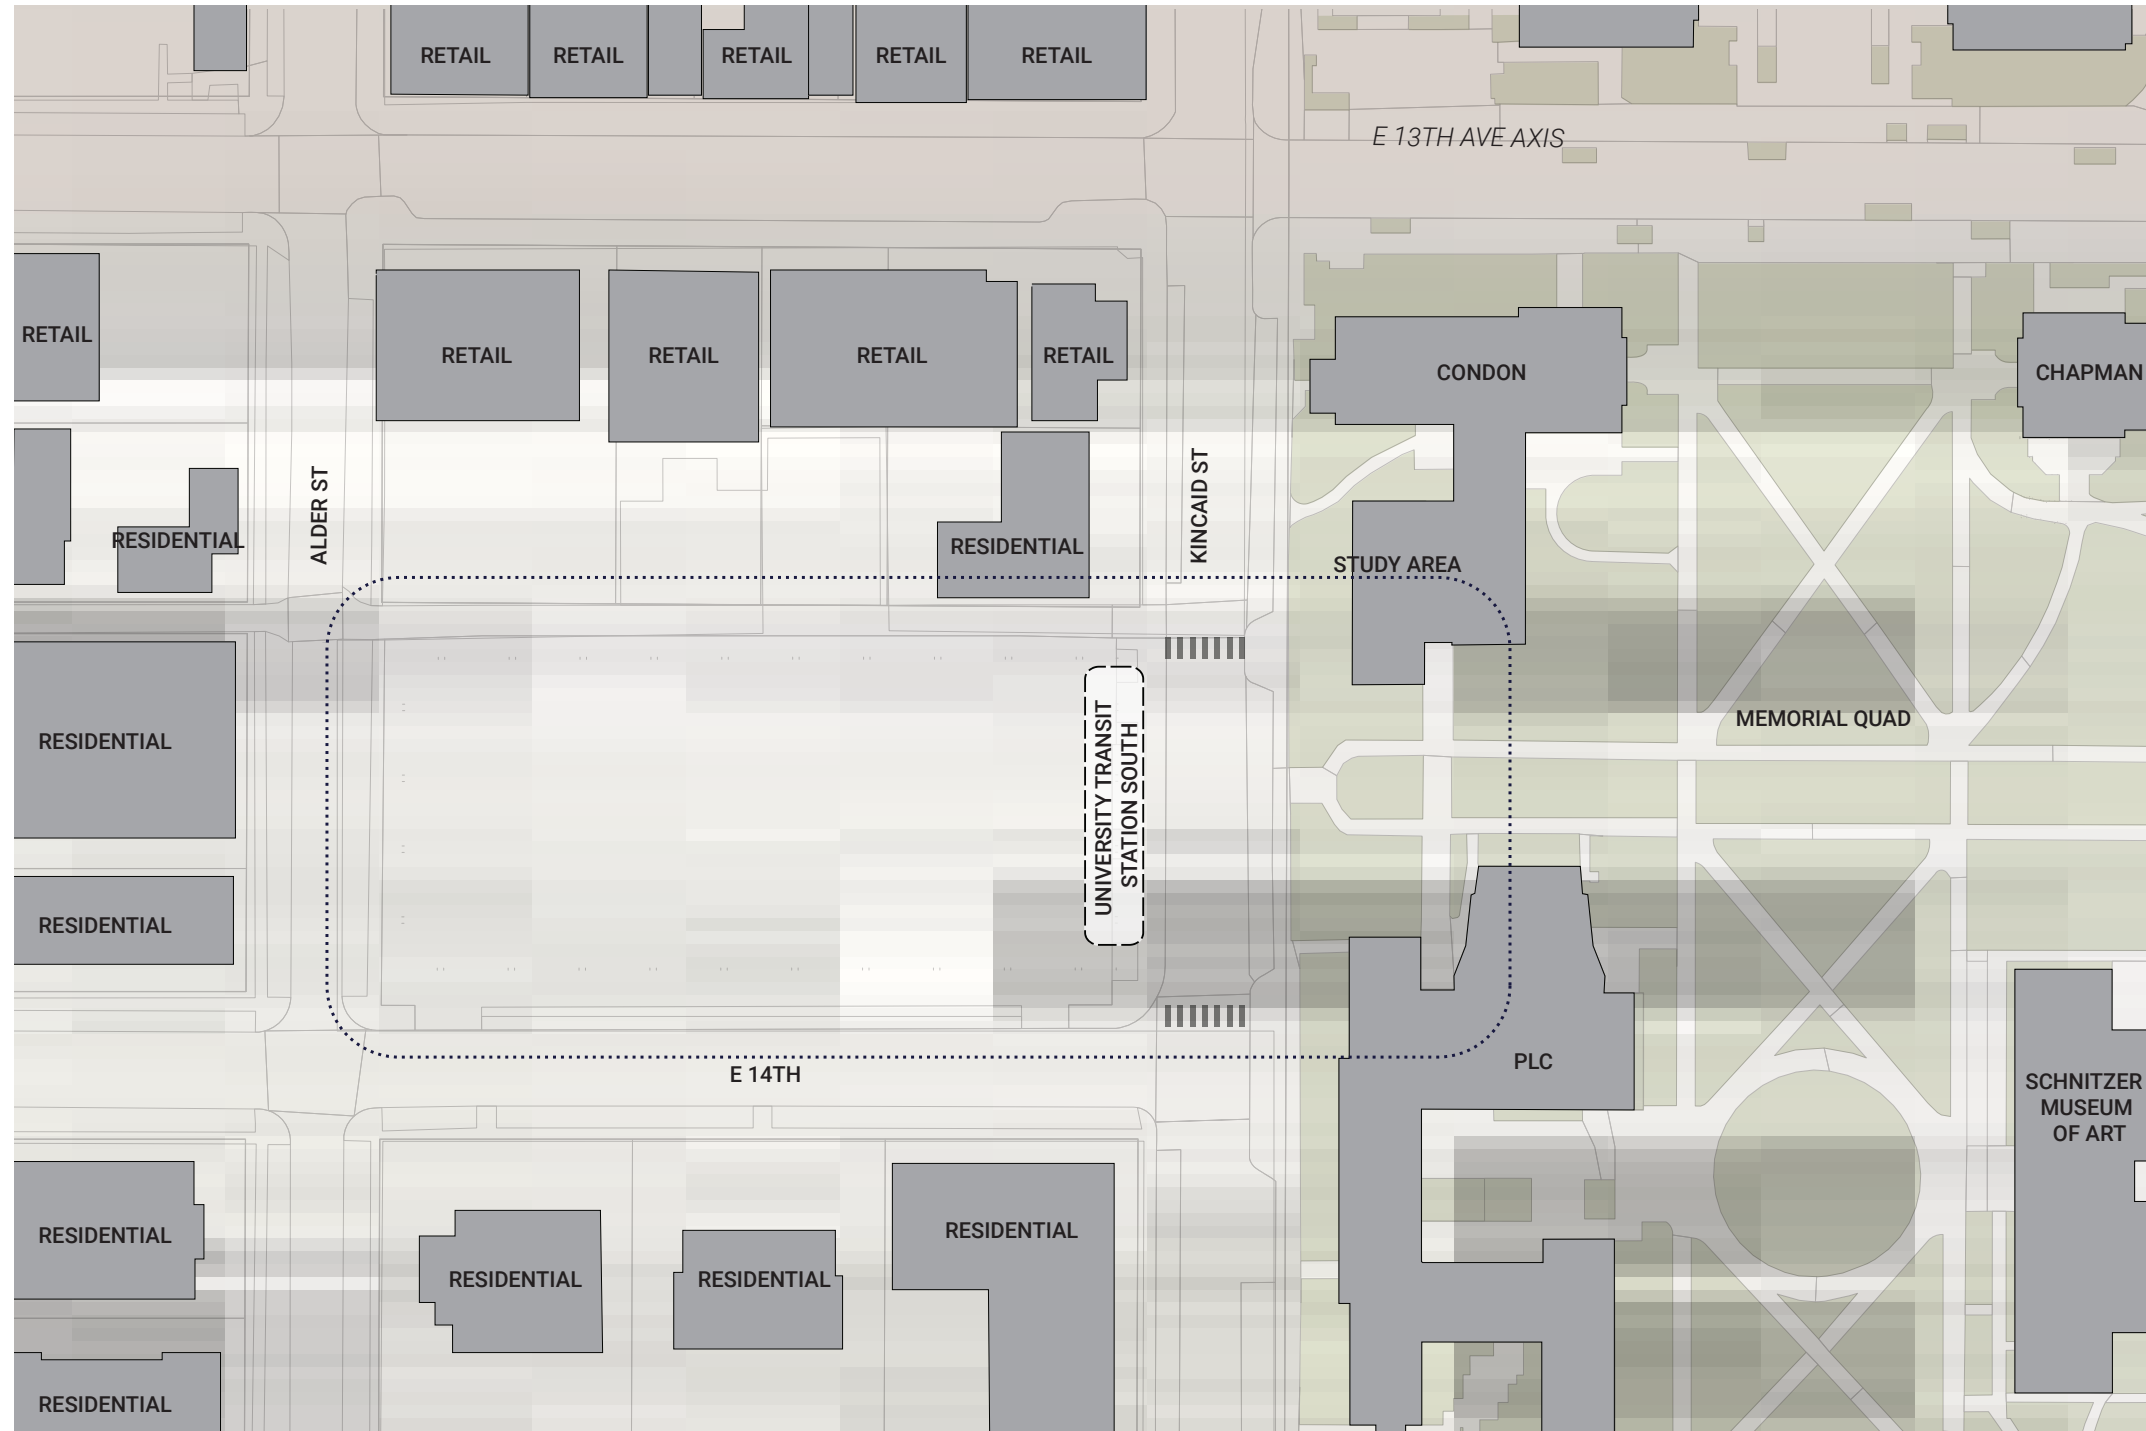 RETAIL
RETAIL
RETAIL
RETAIL
RETAIL
E 13TH AVE AXIS
RETAIL
RETAIL
RETAIL
RETAIL
RETAIL
CONDON
CHAPMAN
ALDER ST
KINCAID ST
RESIDENTIAL
RESIDENTIAL
STUDY AREA
RESIDENTIAL
UNIVERSITY TRANSIT
STATION SOUTH
MEMORIAL QUAD
RESIDENTIAL
E 14TH
PLC
SCHNITZER
MUSEUM
OF ART
RESIDENTIAL
RESIDENTIAL
RESIDENTIAL
RESIDENTIAL
RESIDENTIAL